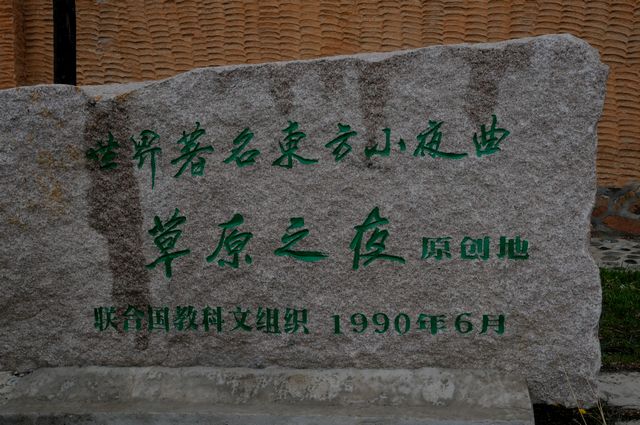 世界著名東方小夜曲
草原之夜 原创地
联合国教科文组织 1990年6月